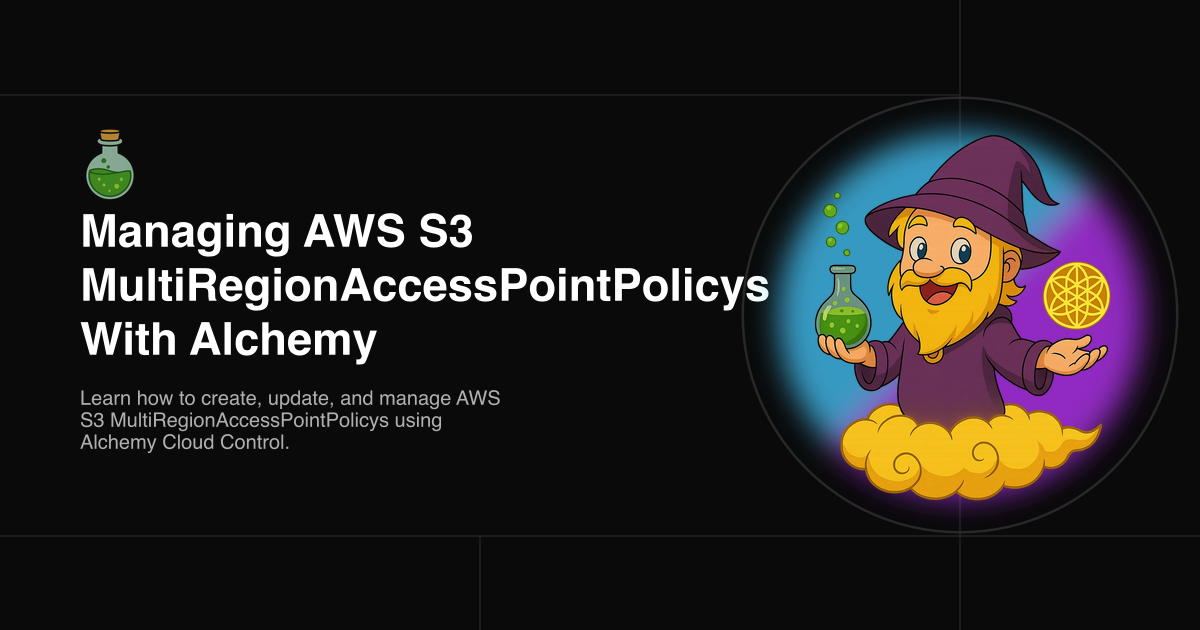 Managing AWS S3
MultiRegionAccessPointPolicys
With Alchemy
Learn how to create, update, and manage AWS
S3 MultiRegionAccessPointPolicys using
Alchemy Cloud Control.